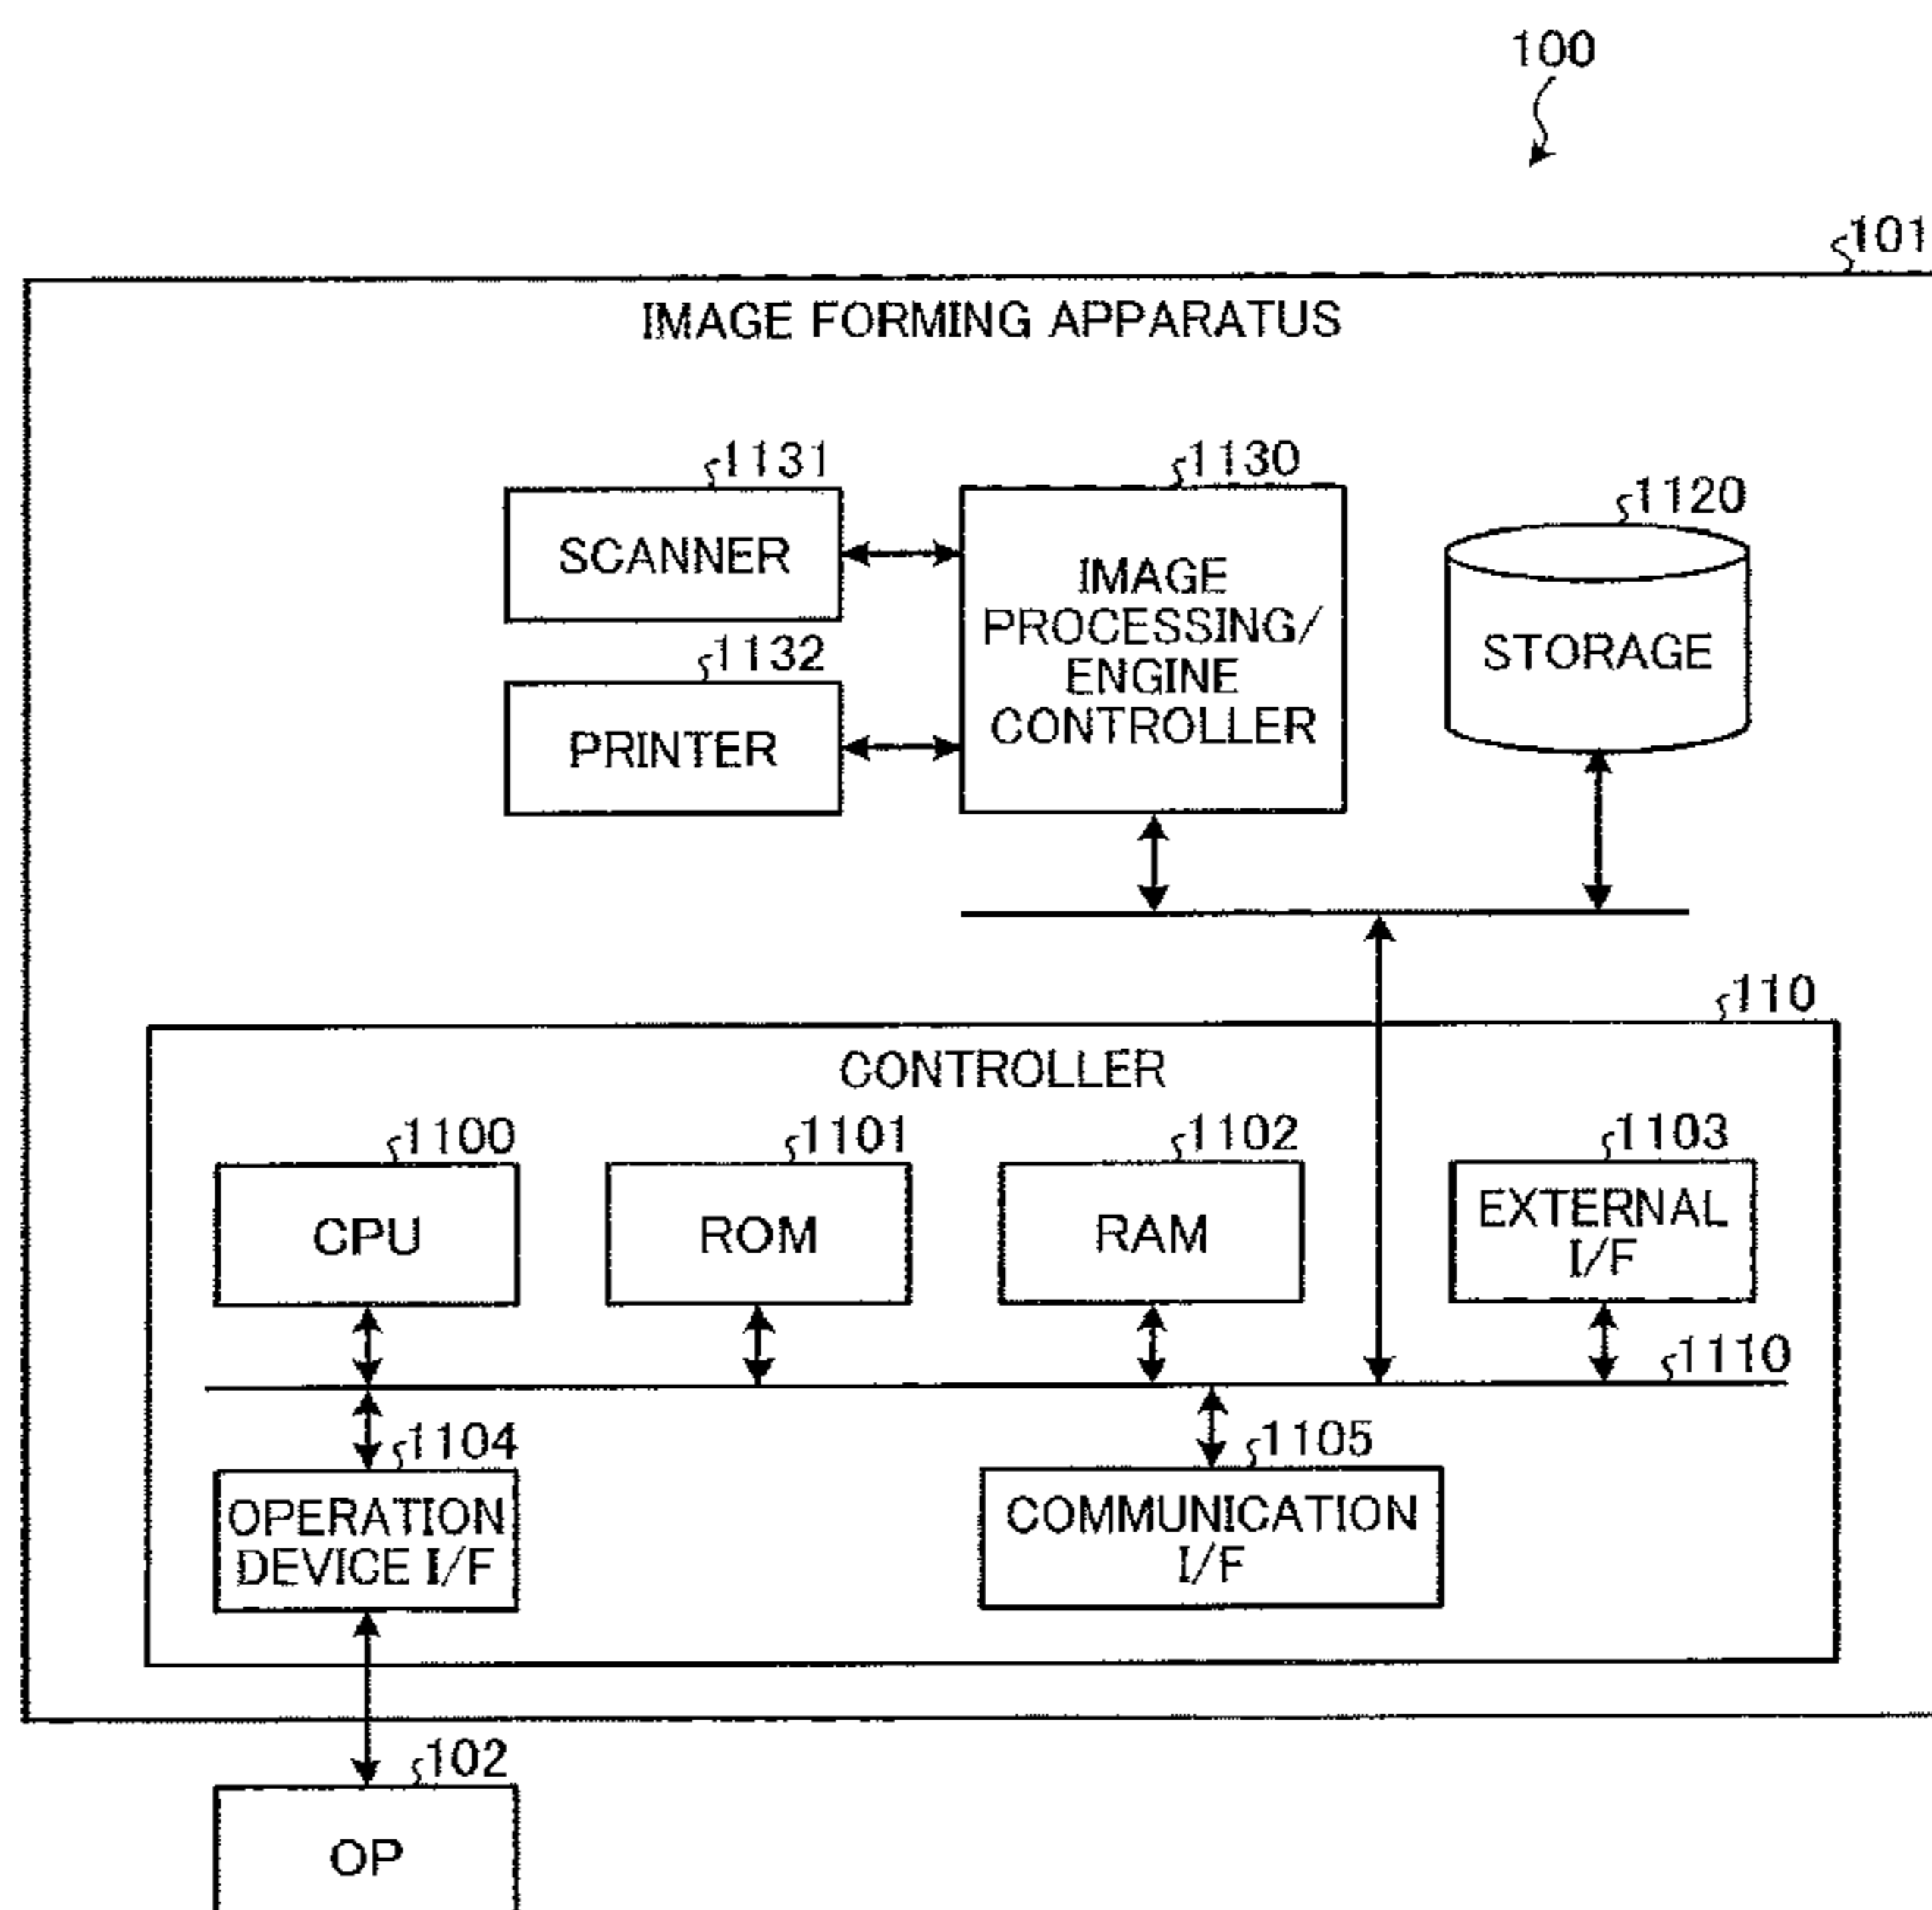 100
101
IMAGE FORMING APPARATUS
1131
1130
1120
SCANNER
IMAGE
PROCESSING/
ENGINE
CONTROLLER
STORAGE
1132
PRINTER
110
CONTROLLER
1100
1101
1102
1103
CPU
ROM
RAM
EXTERNAL
I/F
1110
1104
1105
OPERATION
DEVICE I/F
COMMUNICATION
I/F
102
OP